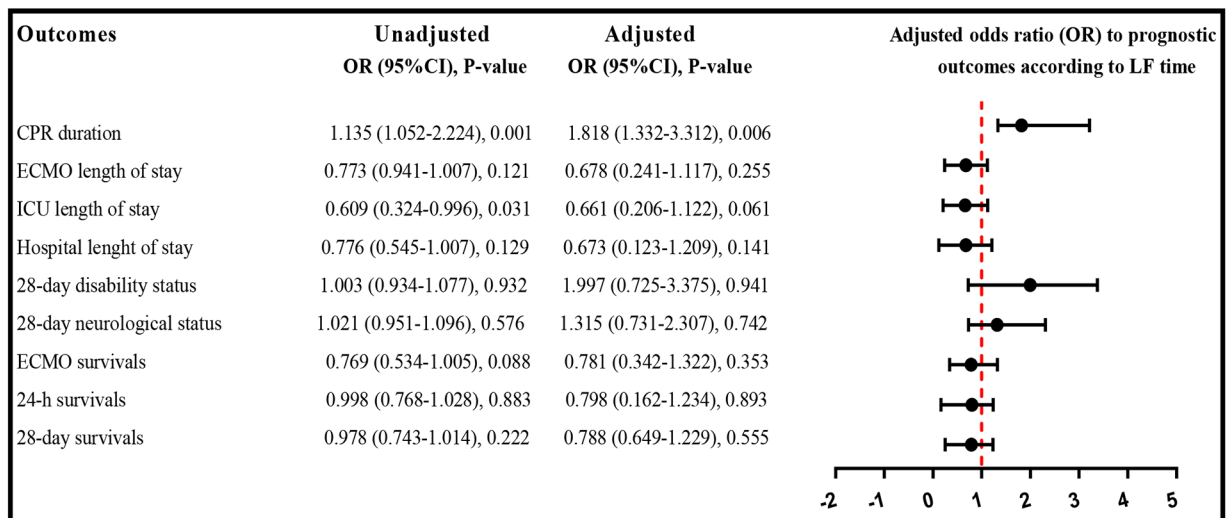 Outcomes Unadjusted Adjusted Adjusted odds ratio (OR) to prognostic
OR (95%CI), P-value OR (95%CI), P-value outcomes according to LF time
CPR duration 1.135 (1.052-2.224), 0.001 1.818 (1.332-3.312), 0.006
ECMO length of stay 0.773 (0.941-1.007), 0.121 0.678 (0.241-1.117), 0.255
ICU length of stay 0.609 (0.324-0.996), 0.031 0.661 (0.206-1.122), 0.061
Hospital lenght of stay 0.776 (0.545-1.007), 0.129 0.673 (0.123-1.209), 0.141
28-day disability status 1.003 (0.934-1.077), 0.932 1.997 (0.725-3.375), 0.941
28-day neurological status 1.021 (0.951-1.096), 0.576 1.315 (0.731-2.307), 0.742
ECMO survivals 0.769 (0.534-1.005), 0.088 0.781 (0.342-1.322), 0.353
24-h survivals 0.998 (0.768-1.028), 0.883 0.798 (0.162-1.234), 0.893
28-day survivals 0.978 (0.743-1.014), 0.222 0.788 (0.649-1.229), 0.555
-2 -1 0 1 2 3 4 5